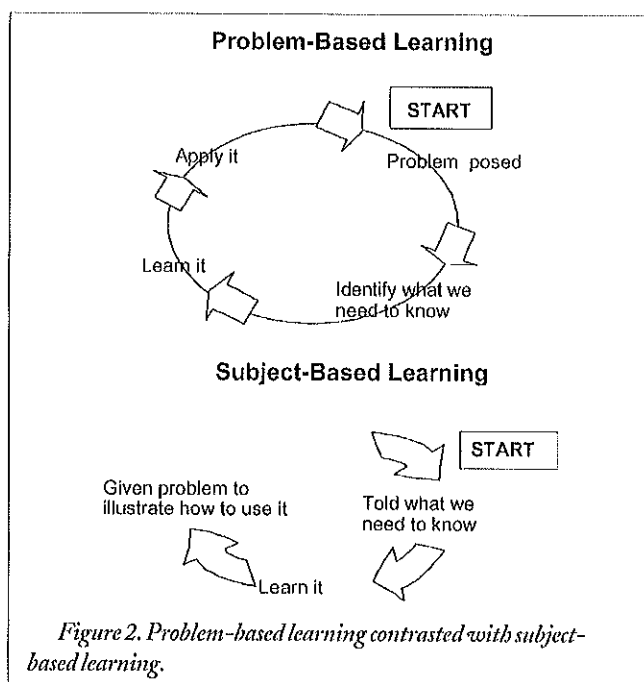 Problem-Based Learning
START
Problem posed
Identify what we
need to know
Learn it
Apply it
Subject-Based Learning
START
Told what we
need to know
Learn it
Given problem to
illustrate how to use it
Figure 2. Problem-based learning contrasted with subject-
based learning.